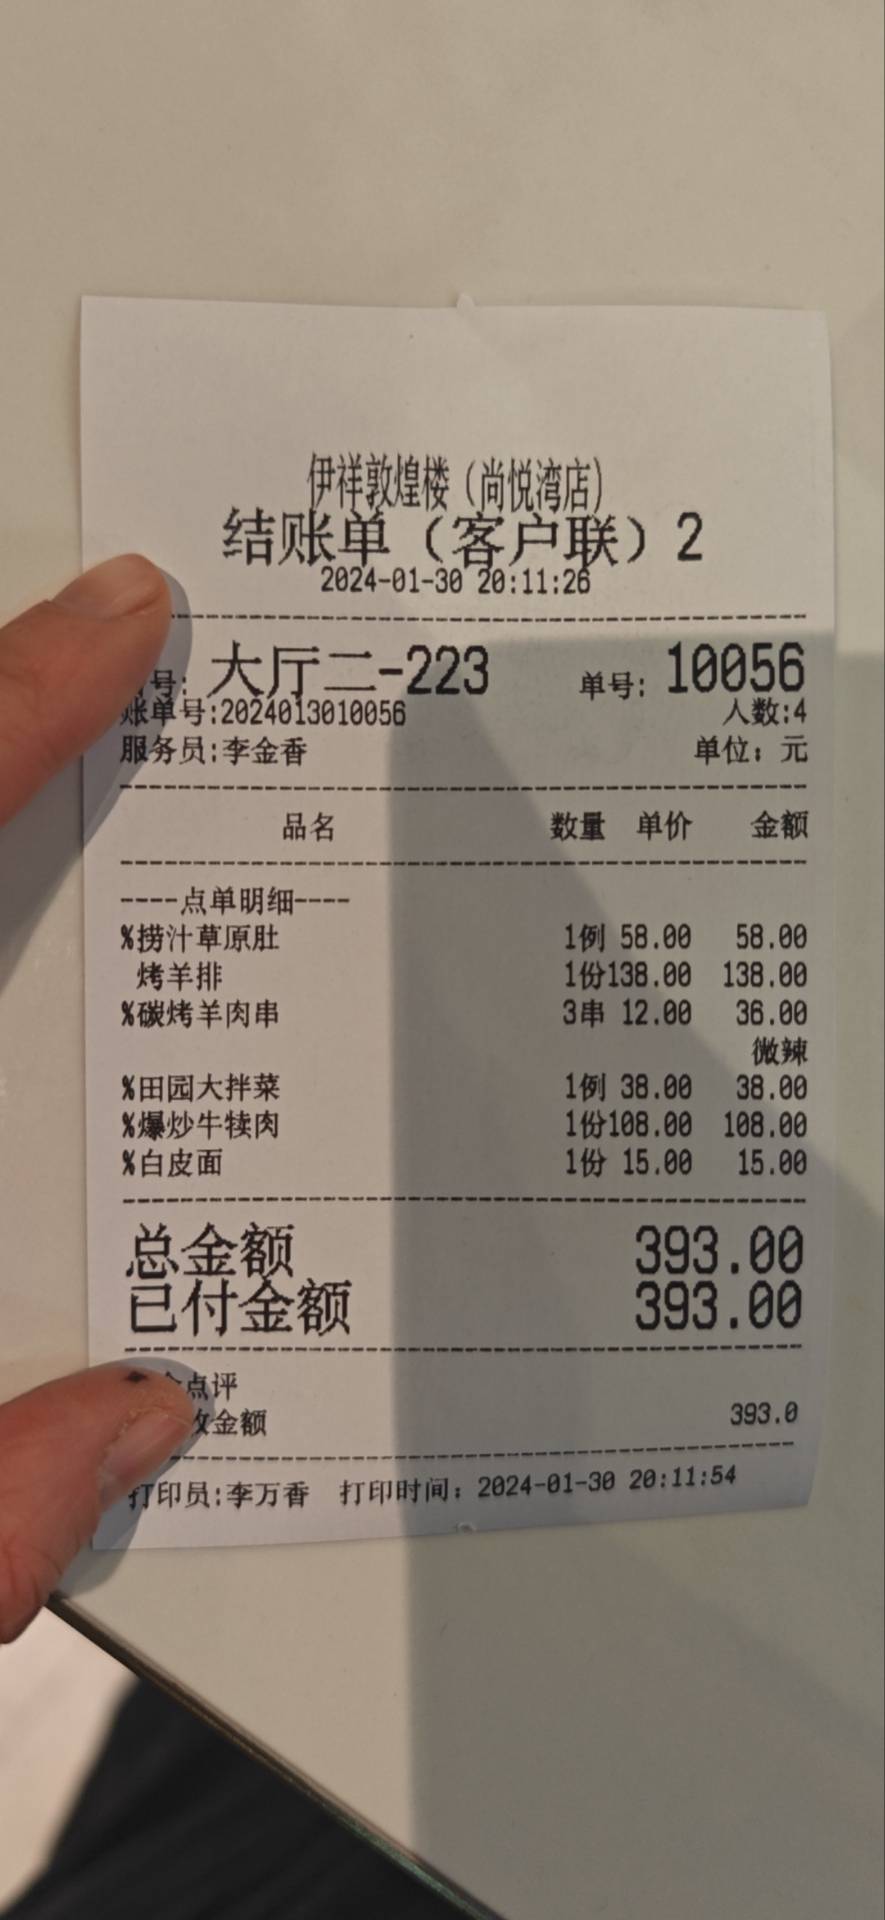 伊祥敦煌楼（尚悦湾店）
结账单（客户联）2
2024-01-30 20:11:26
号: 大厅二-223 单号: 10056
账单号:2024013010056 人数:4
服务员:李金香 单位: 元
品名 数量 单价 金额
----点单明细----
%捞汁草原肚 1例 58.00 58.00
烤羊排 1份138.00 138.00
%碳烤羊肉串 3串 12.00 36.00
微辣
%田园大拌菜 1例 38.00 38.00
%爆炒牛犊肉 1份108.00 108.00
%白皮面 1份 15.00 15.00
总金额 393.00
已付金额 393.00
点评
收金额 393.0
打印员:李万香 打印时间: 2024-01-30 20:11:54